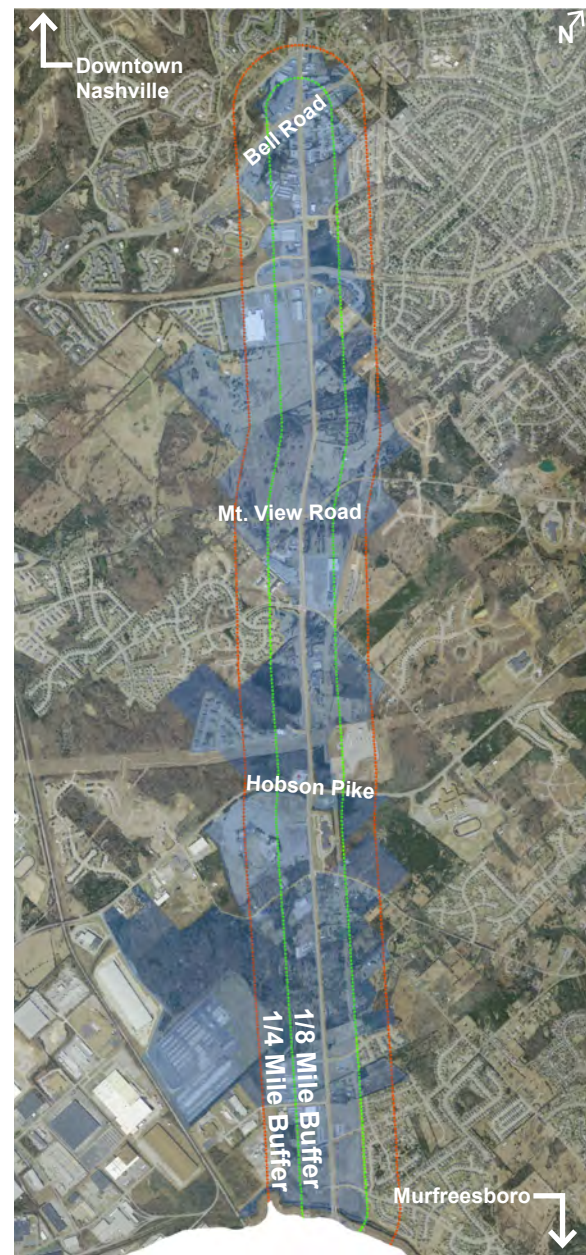 N
Downtown
Nashville
Bell Road
Mt. View Road
Hobson Pike
1/8 Mile Buffer
1/4 Mile Buffer
Murfreesboro